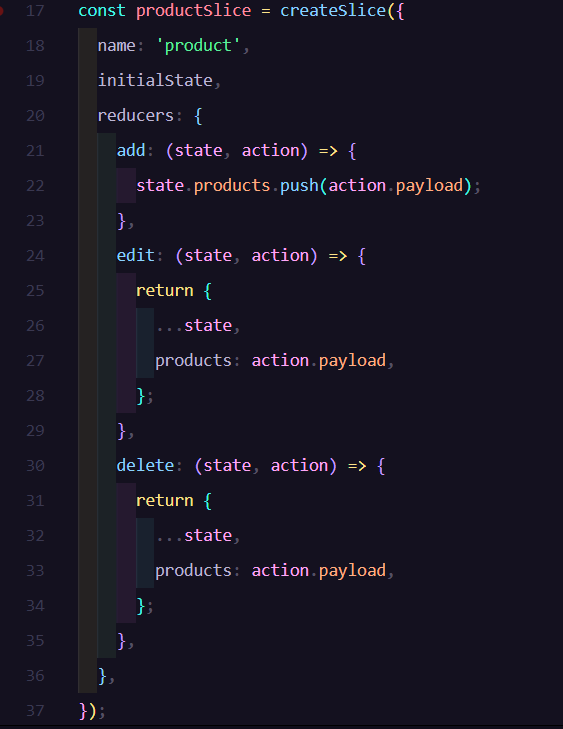 17 const productSlice = createSlice({
18 name: 'product',
19 initialState,
20 reducers: {
21 add: (state, action) => {
22 state.products.push(action.payload);
23 },
24 edit: (state, action) => {
25 return {
26 ...state,
27 products: action.payload,
28 };
29 },
30 delete: (state, action) => {
31 return {
32 ...state,
33 products: action.payload,
34 };
35 },
36 },
37 });